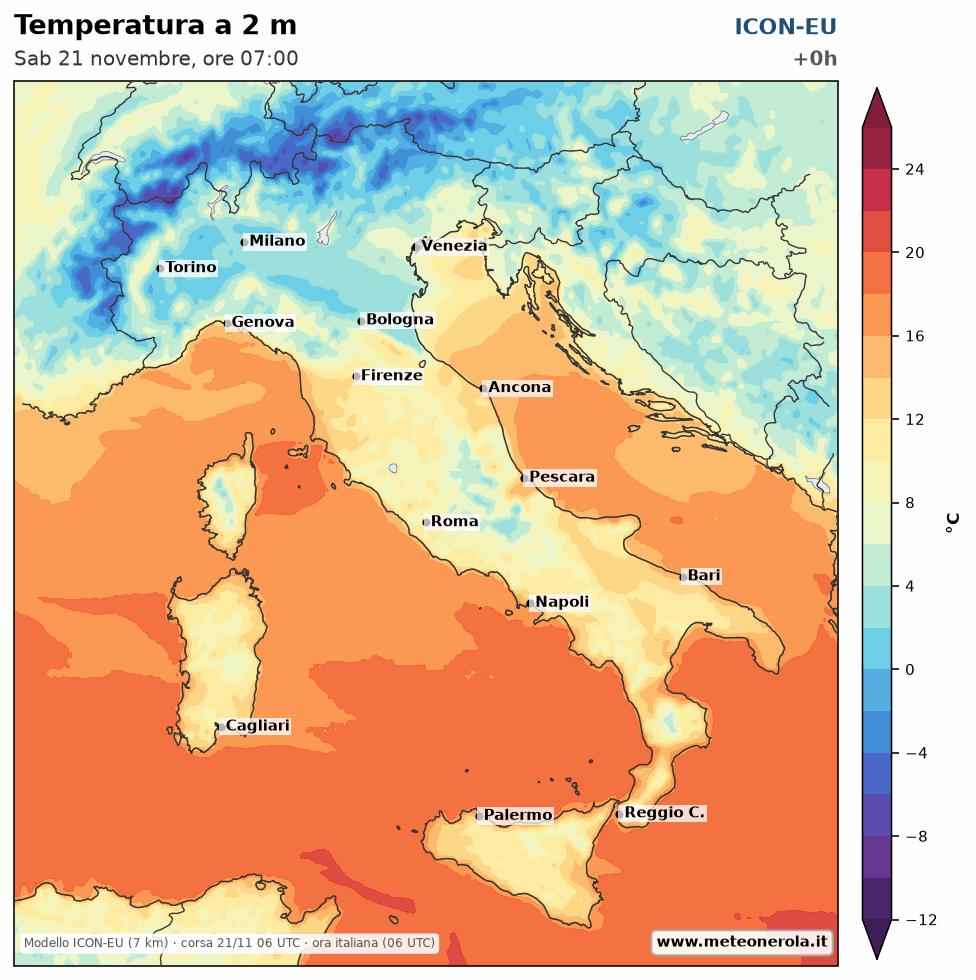 Temperatura a 2 m
ICON-EU
Sab 21 novembre, ore 07:00
+0h
Milano
Venezia
Torino
Genova
Bologna
Firenze
Ancona
Pescara
Roma
Bari
Napoli
Cagliari
Palermo
Reggio C.
24
20
16
12
8
4
0
−4
−8
−12
°C
Modello ICON-EU (7 km) · corsa 21/11 06 UTC · ora italiana (06 UTC)
www.meteonerola.it